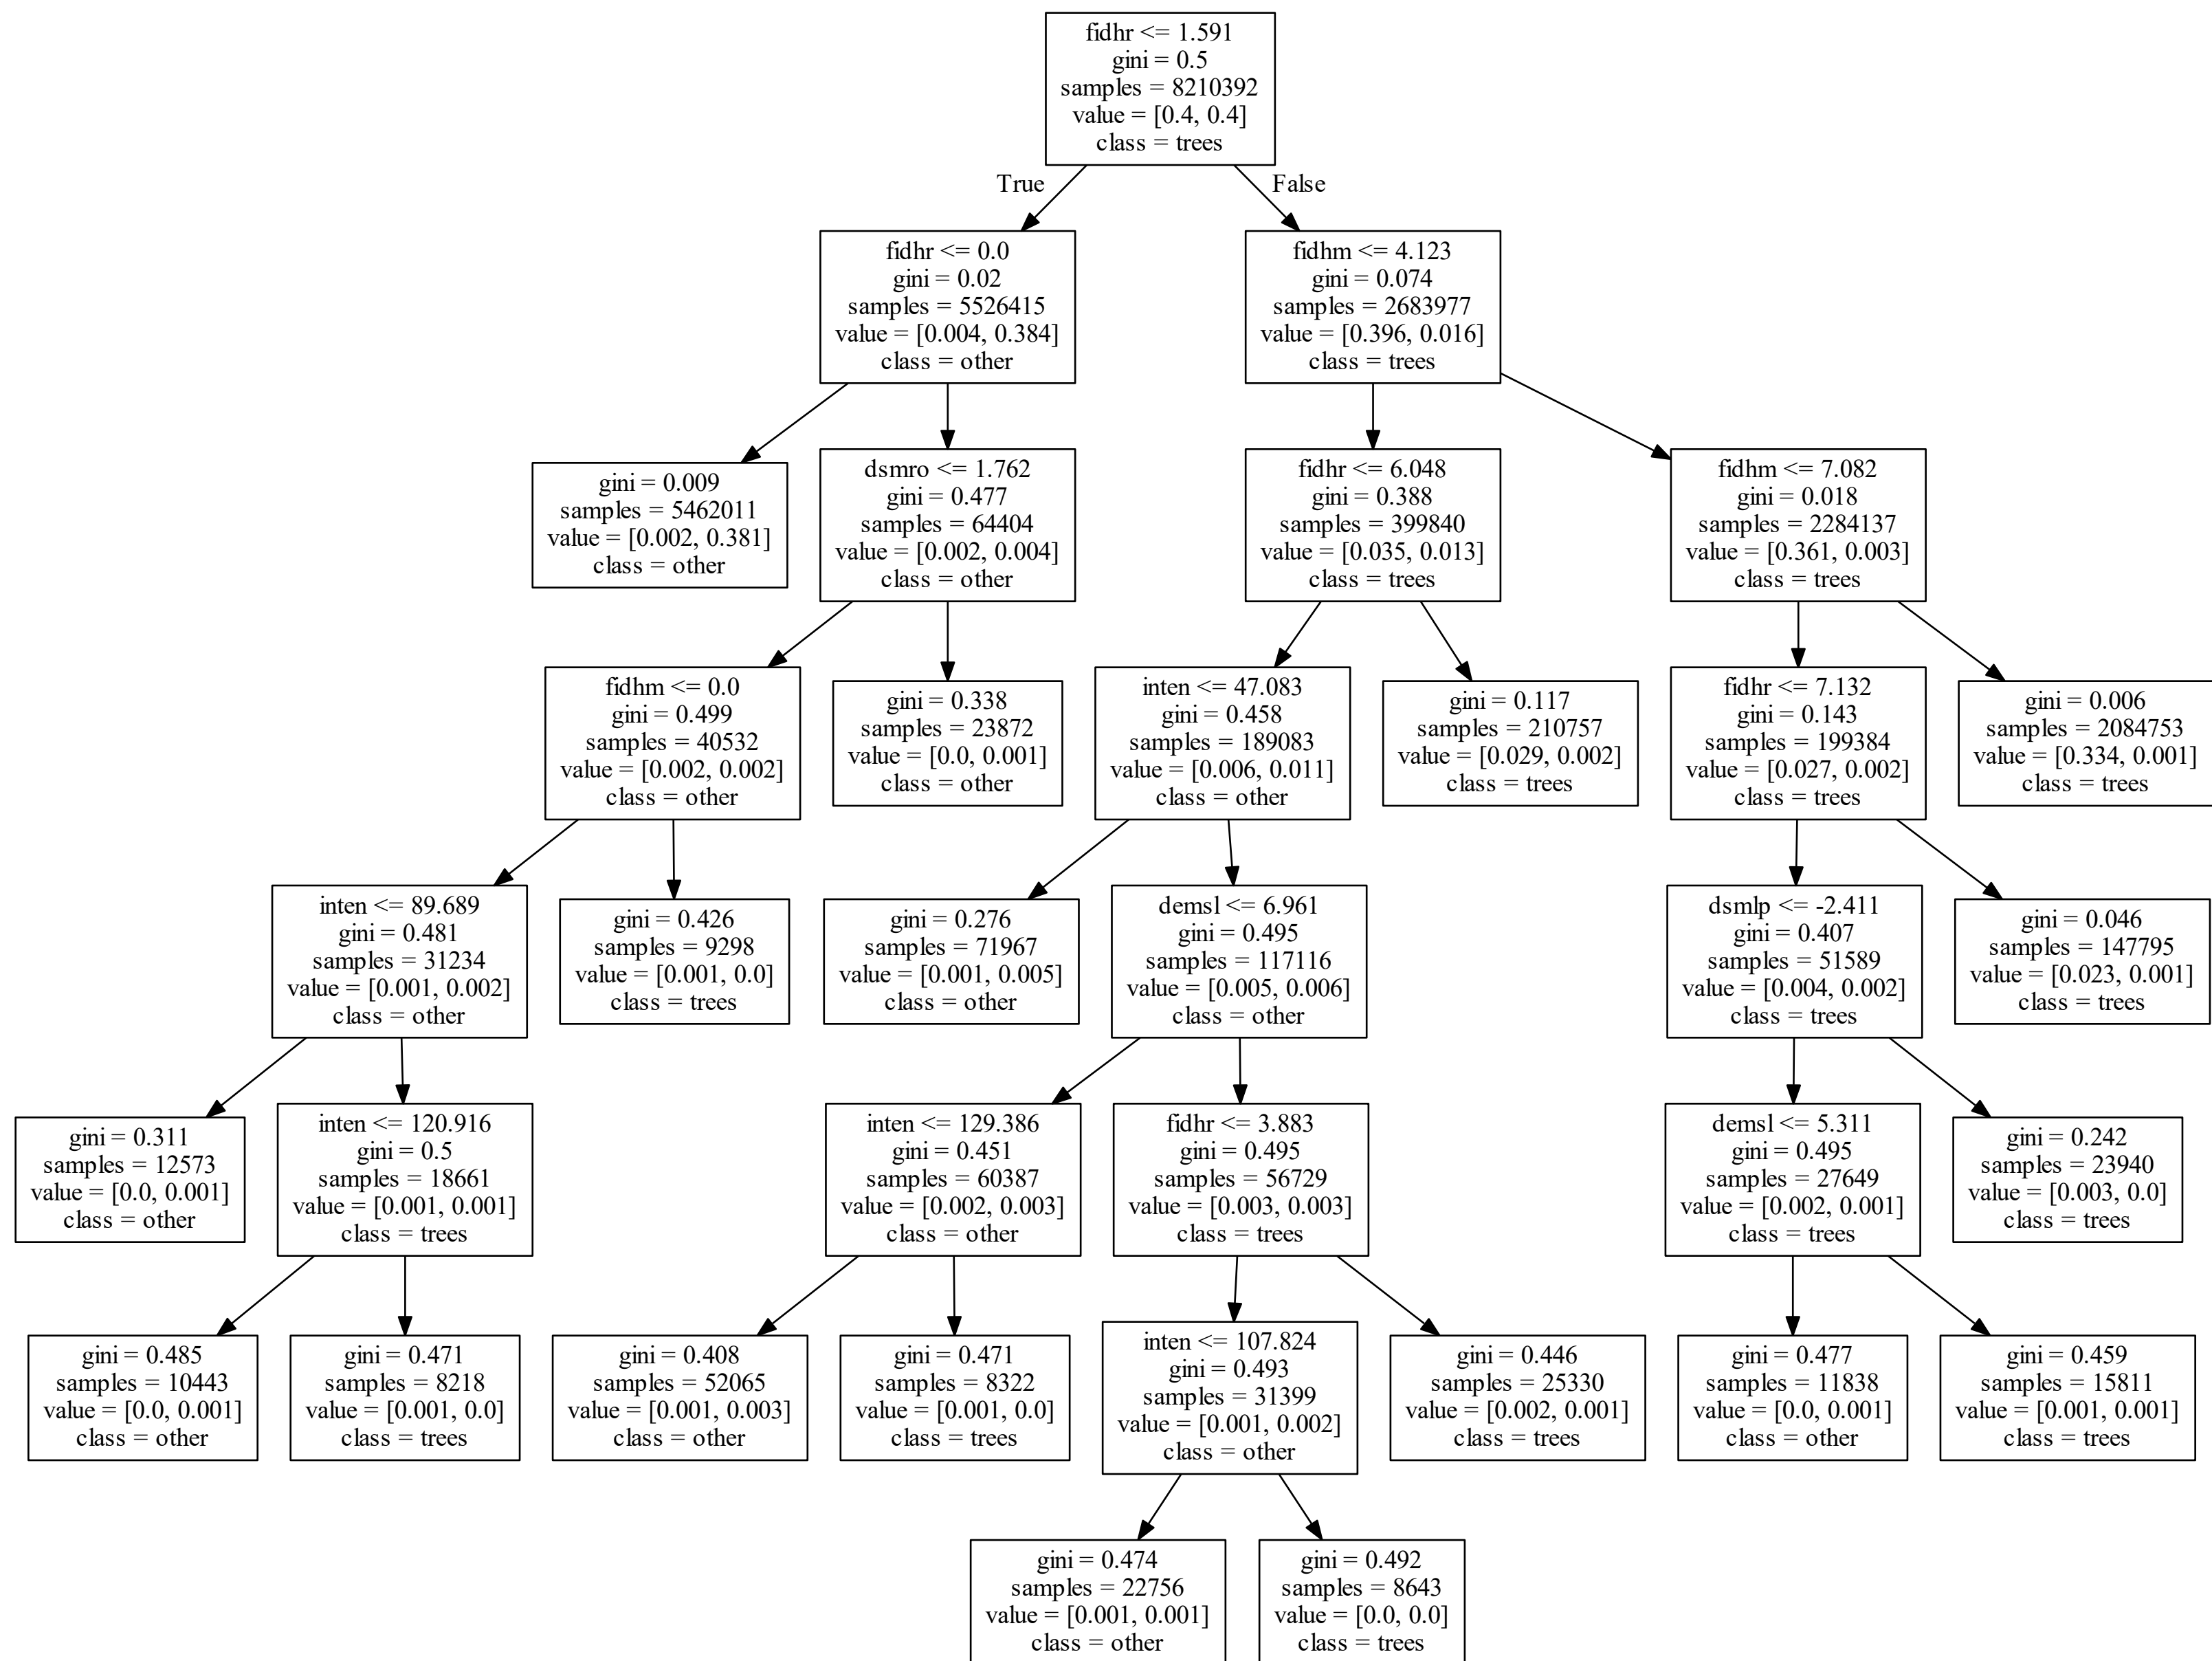 fidhr <= 1.591
gini = 0.5
samples = 8210392
value = [0.4, 0.4]
class = trees
True
False
fidhr <= 0.0
gini = 0.02
samples = 5526415
value = [0.004, 0.384]
class = other
fidhm <= 4.123
gini = 0.074
samples = 2683977
value = [0.396, 0.016]
class = trees
gini = 0.009
samples = 5462011
value = [0.002, 0.381]
class = other
dsmro <= 1.762
gini = 0.477
samples = 64404
value = [0.002, 0.004]
class = other
fidhr <= 6.048
gini = 0.388
samples = 399840
value = [0.035, 0.013]
class = trees
fidhm <= 7.082
gini = 0.018
samples = 2284137
value = [0.361, 0.003]
class = trees
fidhm <= 0.0
gini = 0.499
samples = 40532
value = [0.002, 0.002]
class = other
gini = 0.338
samples = 23872
value = [0.0, 0.001]
class = other
inten <= 47.083
gini = 0.458
samples = 189083
value = [0.006, 0.011]
class = other
gini = 0.117
samples = 210757
value = [0.029, 0.002]
class = trees
fidhr <= 7.132
gini = 0.143
samples = 199384
value = [0.027, 0.002]
class = trees
gini = 0.006
samples = 2084753
value = [0.334, 0.001]
class = trees
inten <= 89.689
gini = 0.481
samples = 31234
value = [0.001, 0.002]
class = other
gini = 0.426
samples = 9298
value = [0.001, 0.0]
class = trees
gini = 0.276
samples = 71967
value = [0.001, 0.005]
class = other
demsl <= 6.961
gini = 0.495
samples = 117116
value = [0.005, 0.006]
class = other
dsmlp <= -2.411
gini = 0.407
samples = 51589
value = [0.004, 0.002]
class = trees
gini = 0.046
samples = 147795
value = [0.023, 0.001]
class = trees
gini = 0.311
samples = 12573
value = [0.0, 0.001]
class = other
inten <= 120.916
gini = 0.5
samples = 18661
value = [0.001, 0.001]
class = trees
inten <= 129.386
gini = 0.451
samples = 60387
value = [0.002, 0.003]
class = other
fidhr <= 3.883
gini = 0.495
samples = 56729
value = [0.003, 0.003]
class = trees
demsl <= 5.311
gini = 0.495
samples = 27649
value = [0.002, 0.001]
class = trees
gini = 0.242
samples = 23940
value = [0.003, 0.0]
class = trees
gini = 0.485
samples = 10443
value = [0.0, 0.001]
class = other
gini = 0.471
samples = 8218
value = [0.001, 0.0]
class = trees
gini = 0.408
samples = 52065
value = [0.001, 0.003]
class = other
gini = 0.471
samples = 8322
value = [0.001, 0.0]
class = trees
inten <= 107.824
gini = 0.493
samples = 31399
value = [0.001, 0.002]
class = other
gini = 0.446
samples = 25330
value = [0.002, 0.001]
class = trees
gini = 0.477
samples = 11838
value = [0.0, 0.001]
class = other
gini = 0.459
samples = 15811
value = [0.001, 0.001]
class = trees
gini = 0.474
samples = 22756
value = [0.001, 0.001]
class = other
gini = 0.492
samples = 8643
value = [0.0, 0.0]
class = trees